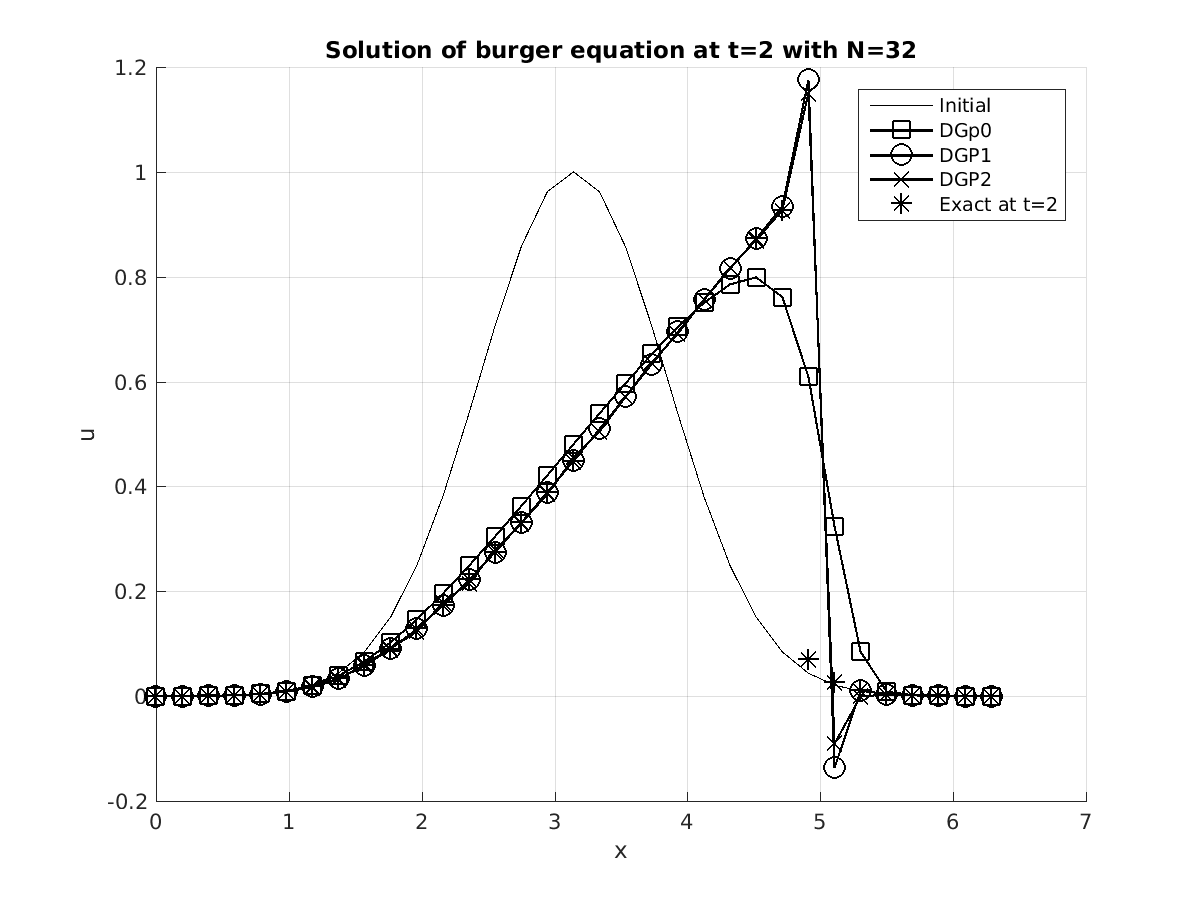 Solution of burger equation at t=2 with N=32
1.2
1
0.8
0.6
0.4
0.2
0
-0.2
u
0 1 2 3 4 5 6 7
x
Initial
DGp0
DGP1
DGP2
Exact at t=2